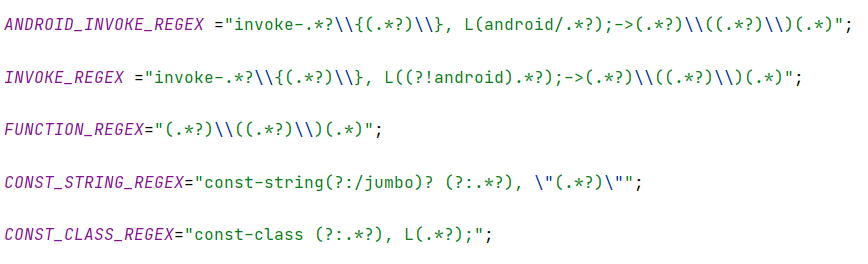 ANDROID_INVOKE_REGEX ="invoke-.*?\\{(.*?)\\}, L(android/.*?);->(.*?)\\((.*?)\\)(.*)";
INVOKE_REGEX ="invoke-.*?\\{(.*?)\\}, L((?!android).*?);->(.*?)\\((.*?)\\)(.*)";
FUNCTION_REGEX="(.*?)\\((.*?)\\)(.*)";
CONST_STRING_REGEX="const-string(?:/jumbo)? (?:.*?), \"(.*?)\"";
CONST_CLASS_REGEX="const-class (?:.*?), L(.*?);";